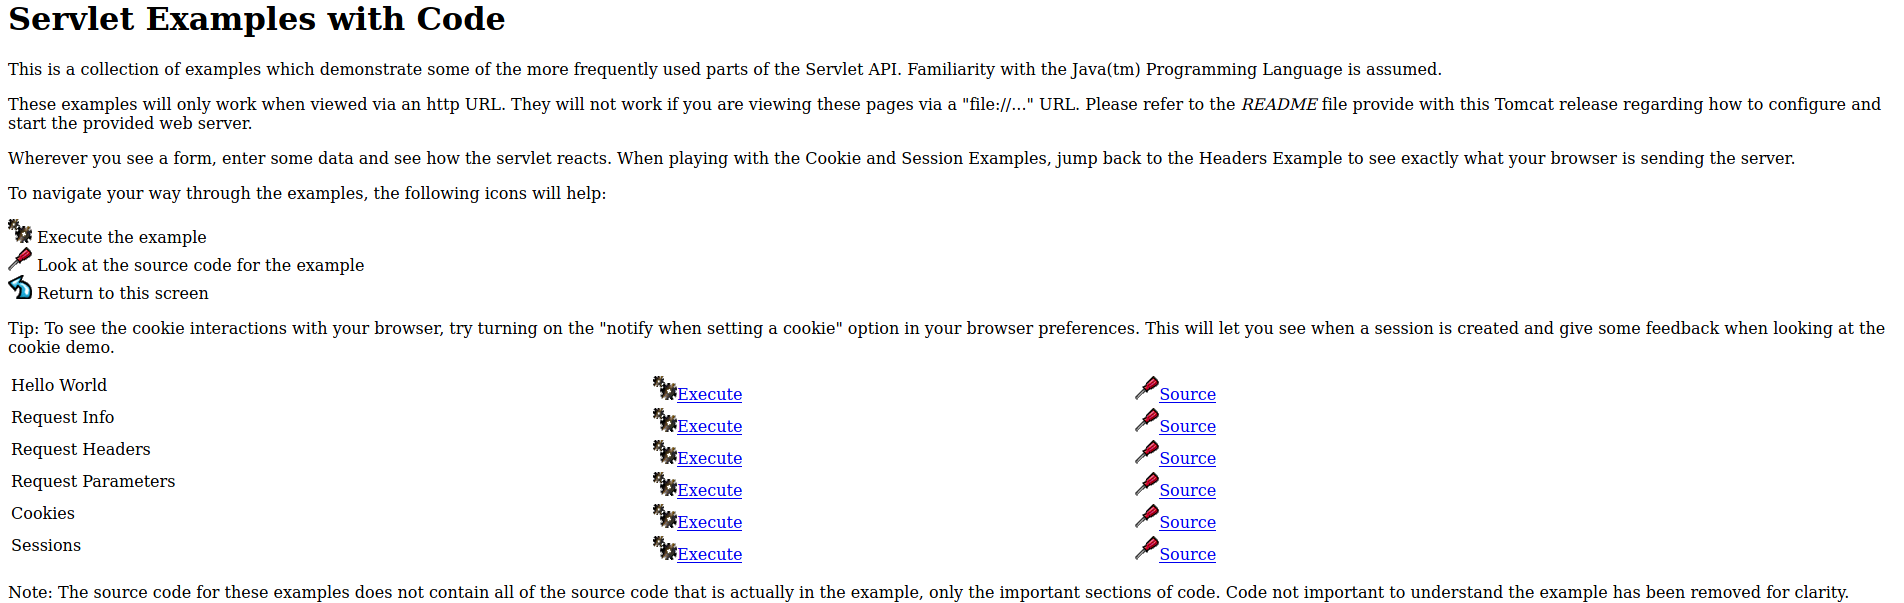 Servlet Examples with Code
This is a collection of examples which demonstrate some of the more frequently used parts of the Servlet API. Familiarity with the Java(tm) Programming Language is assumed.
These examples will only work when viewed via an http URL. They will not work if you are viewing these pages via a "file://..." URL. Please refer to the README file provide with this Tomcat release regarding how to configure and
start the provided web server.
Wherever you see a form, enter some data and see how the servlet reacts. When playing with the Cookie and Session Examples, jump back to the Headers Example to see exactly what your browser is sending the server.
To navigate your way through the examples, the following icons will help:
Execute the example
Look at the source code for the example
Return to this screen
Tip: To see the cookie interactions with your browser, try turning on the "notify when setting a cookie" option in your browser preferences. This will let you see when a session is created and give some feedback when looking at the
cookie demo.
Hello World Execute Source
Request Info Execute Source
Request Headers Execute Source
Request Parameters Execute Source
Cookies Execute Source
Sessions Execute Source
Note: The source code for these examples does not contain all of the source code that is actually in the example, only the important sections of code. Code not important to understand the example has been removed for clarity.